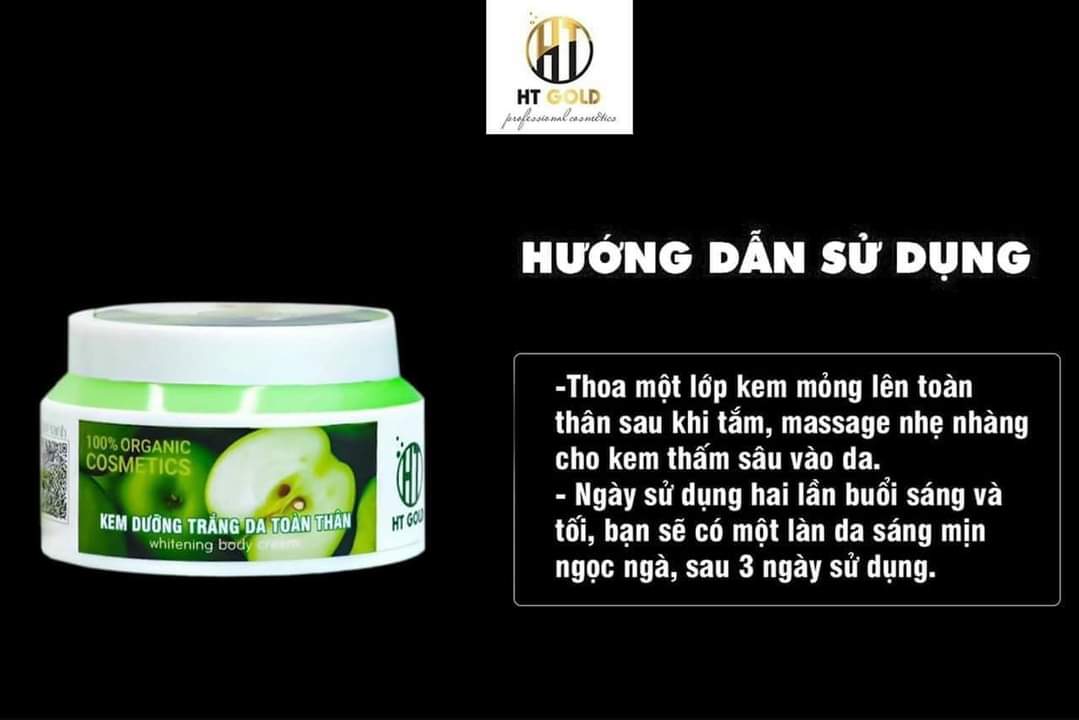 HT
HT GOLD
professional cosmetics
HƯỚNG DẪN SỬ DỤNG
-Thoa một lớp kem mỏng lên toàn
thân sau khi tắm, massage nhẹ nhàng
cho kem thấm sâu vào da.
- Ngày sử dụng hai lần buổi sáng và
tối, bạn sẽ có một làn da sáng mịn
ngọc ngà, sau 3 ngày sử dụng.
100% ORGANIC
COSMETICS
KEM DƯỠNG TRẮNG DA TOÀN THÂN
whitening body cream
HT
HT GOLD